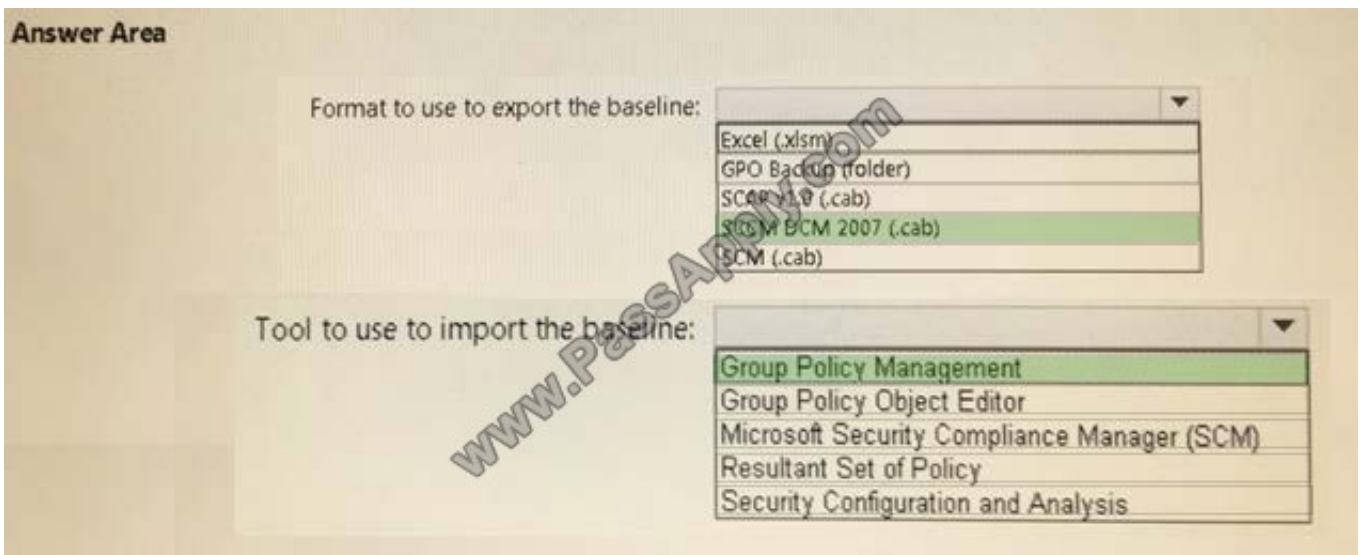 Answer Area
Format to use to export the baseline:
Excel (.xlsm)
GPO Backup (folder)
SCAP v1.0 (.cab)
SCCM DCM 2007 (.cab)
SCM (.cab)
Tool to use to import the baseline:
Group Policy Management
Group Policy Object Editor
Microsoft Security Compliance Manager (SCM)
Resultant Set of Policy
Security Configuration and Analysis
www.PassApply.com